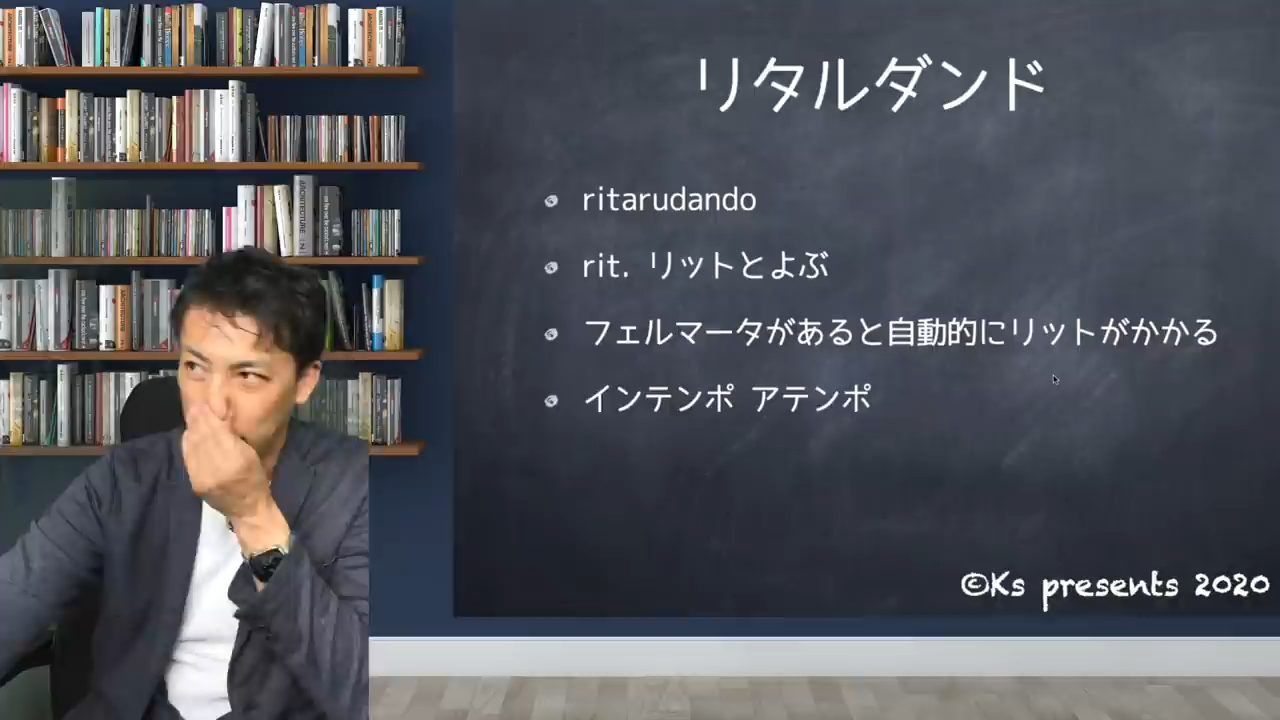 リタルダンド
ritarudando
rit. リットとよぶ
フェルマータがあると自動的にリットがかかる
インテンポ アテンポ
©Ks presents 2020